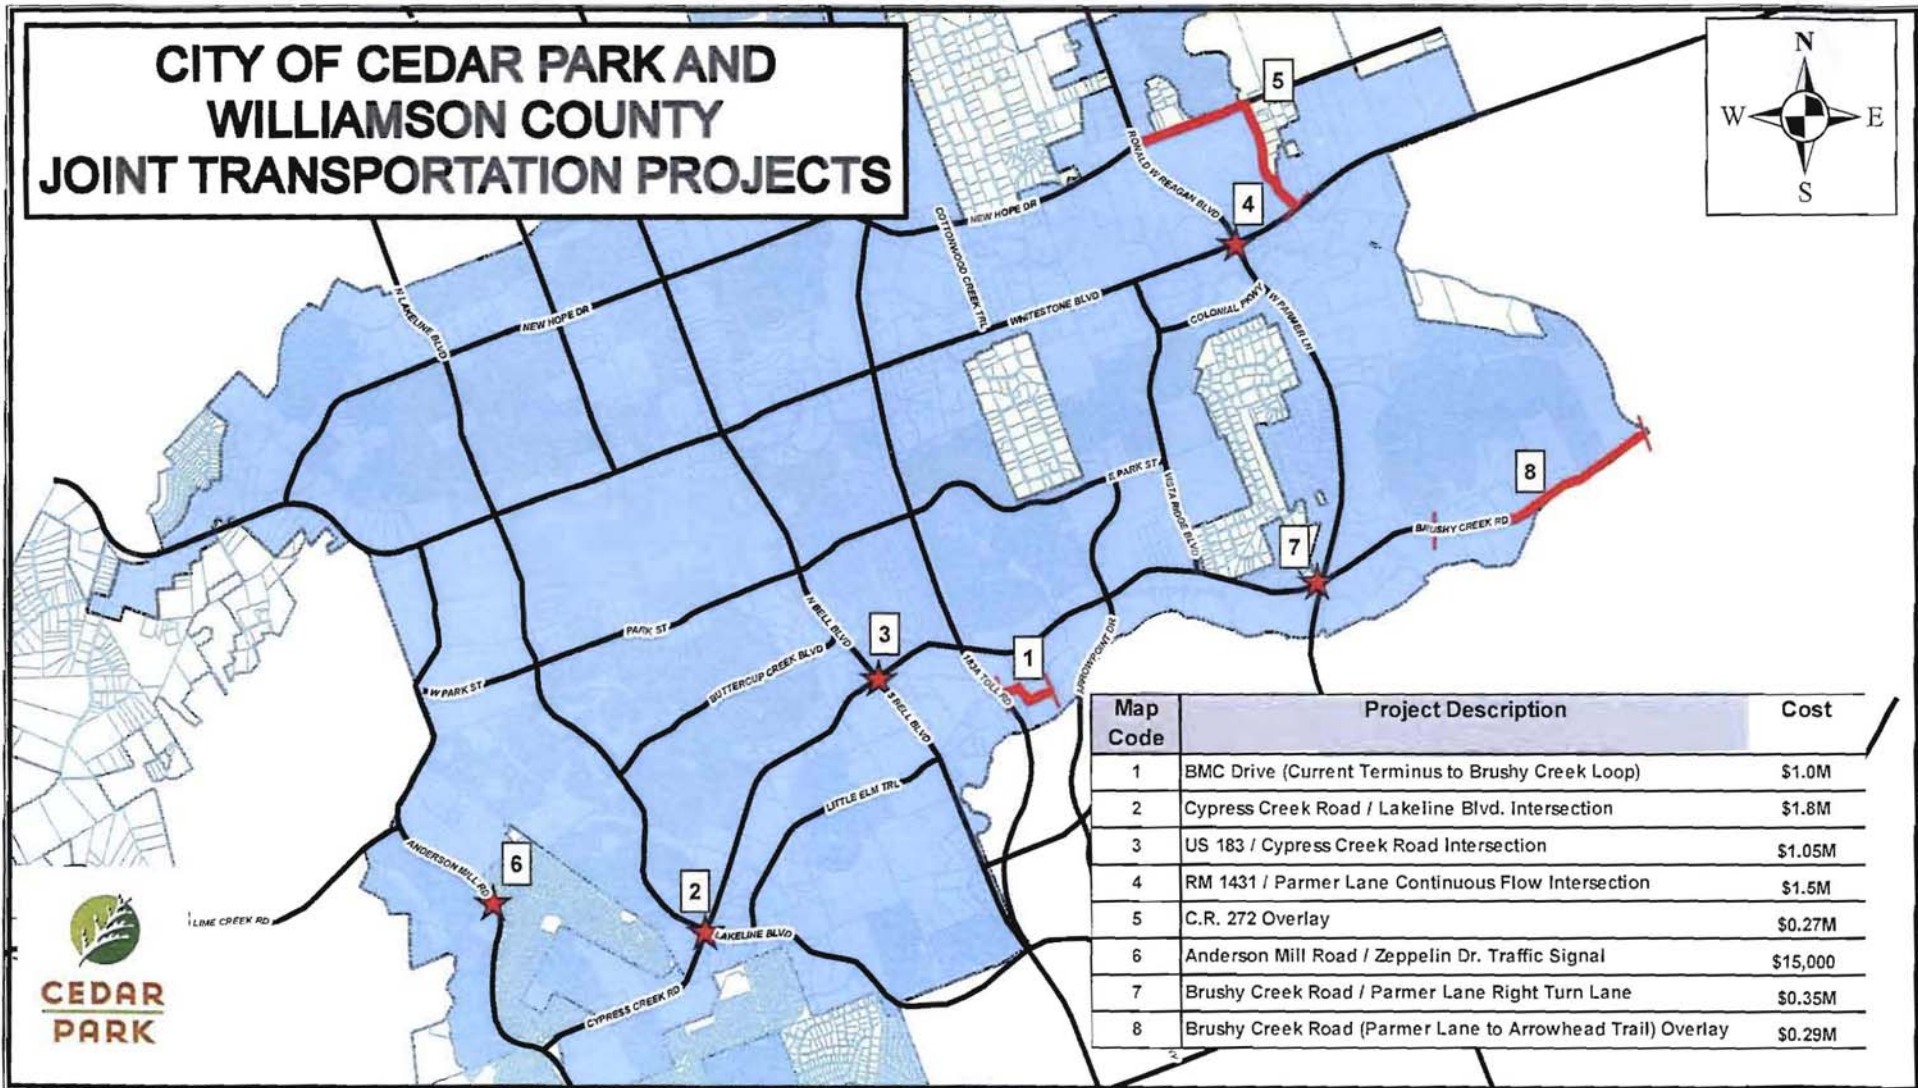 CITY OF CEDAR PARK AND
WILLIAMSON COUNTY
JOINT TRANSPORTATION PROJECTS
N
W E
S
5
RONALD W REAGAN BLVD
4
COTTONWOOD CREEK TRL
NEW HOPE DR
N LAKELINE BLVD
NEW HOPE DR
WHITESTONE BLVD
COLONIAL PKWY
W PARMER LN
E PARK ST
VISTA RIDGE BLVD
8
BRUSHY CREEK RD
7
N BELL BLVD
3
PARK ST
BUTTERCUP CREEK BLVD
W PARK ST
183A TOLL RD
1
ARROWPOINT DR
S BELL BLVD
LITTLE ELM TRL
ANDERSON MILL RD
6
2
LIME CREEK RD
LAKELINE BLVD
CYPRESS CREEK RD
CEDAR
PARK
Map Code Project Description Cost
1 BMC Drive (Current Terminus to Brushy Creek Loop) $1.0M
2 Cypress Creek Road / Lakeline Blvd. Intersection $1.8M
3 US 183 / Cypress Creek Road Intersection $1.05M
4 RM 1431 / Parmer Lane Continuous Flow Intersection $1.5M
5 C.R. 272 Overlay $0.27M
6 Anderson Mill Road / Zeppelin Dr. Traffic Signal $15,000
7 Brushy Creek Road / Parmer Lane Right Turn Lane $0.35M
8 Brushy Creek Road (Parmer Lane to Arrowhead Trail) Overlay $0.29M